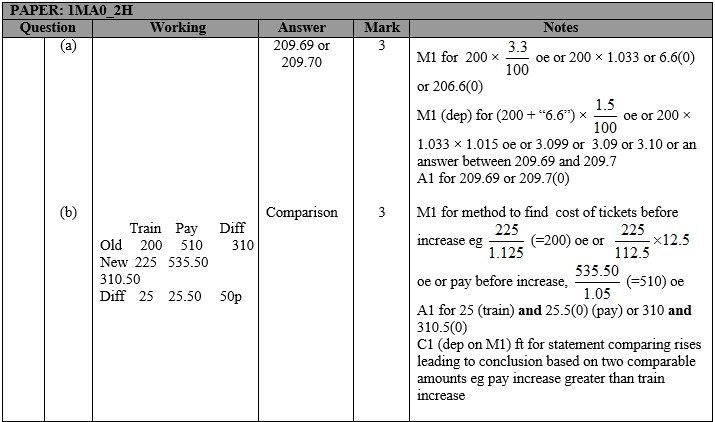 PAPER: 1MA0_2H
Question Working Answer Mark Notes
(a) 209.69 or 209.70 3 M1 for 200 × 3.3/100 oe or 200 × 1.033 or 6.6(0)
or 206.6(0)
M1 (dep) for (200 + “6.6”) × 1.5/100 oe or 200 ×
1.033 × 1.015 oe or 3.099 or 3.09 or 3.10 or an
answer between 209.69 and 209.7
A1 for 209.69 or 209.7(0)
(b) Comparison 3
Train Pay Diff
Old 200 510 310
New 225 535.50
310.50
Diff 25 25.50 50p
M1 for method to find cost of tickets before
increase eg 225/1.125 (=200) oe or 225/112.5 ×12.5
oe or pay before increase, 535.50/1.05 (=510) oe
A1 for 25 (train) and 25.5(0) (pay) or 310 and
310.5(0)
C1 (dep on M1) ft for statement comparing rises
leading to conclusion based on two comparable
amounts eg pay increase greater than train
increase